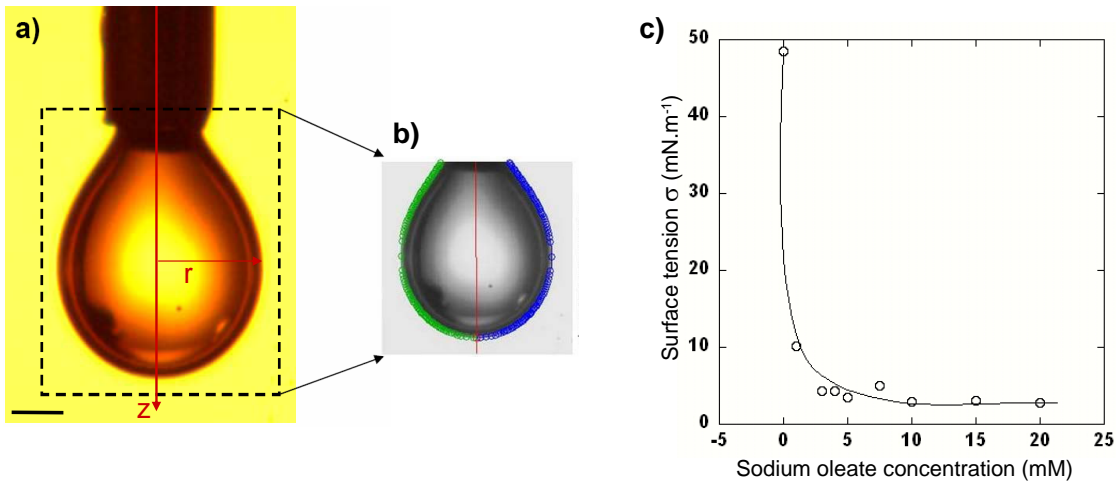 a)
r
z
b)
c)
Surface tension σ (mN.m⁻¹)
50
40
30
20
10
0
-5 0 5 10 15 20 25
Sodium oleate concentration (mM)